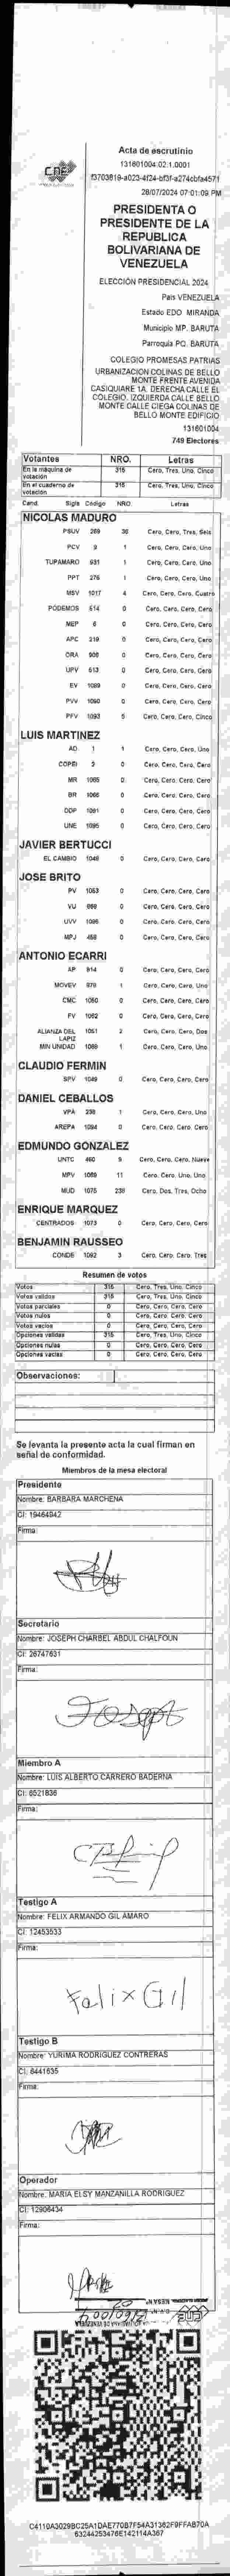 CNE
Acta de escrutinio
131601004.02.1.0001
28/07/2024 07:01:09 PM
PRESIDENTA O
PRESIDENTE DE LA
REPUBLICA
BOLIVARIANA DE
VENEZUELA
ELECCIÓN PRESIDENCIAL 2024
País VENEZUELA
Estado EDO. MIRANDA
Municipio MP. BARUTA
Parroquia PQ. BARUTA
COLEGIO PROMESAS PATRIAS
URBANIZACIÓN COLINAS DE BELLO
MONTE FRENTE AVENIDA
CASIQUIARE 1A. DERECHA CALLE EL
COLEGIO. IZQUIERDA CALLE BELLO
MONTE CALLE CIEGA COLINAS DE
BELLO MONTE EDIFICIO
131601004
749 Electores
Votantes NRO. Letras
En la máquina de votación 315 Cero, Tres, Uno, Cinco
En el cuaderno de votación 315 Cero, Tres, Uno, Cinco
Cand. Sigla Código NRO. Letras
NICOLAS MADURO
PSUV 269 36 Cero, Cero, Tres, Seis
PCV 9 1 Cero, Cero, Cero, Uno
TUPAMARO 931 1 Cero, Cero, Cero, Uno
PPT 276 1 Cero, Cero, Cero, Uno
MSV 1017 4 Cero, Cero, Cero, Cuatro
PODEMOS 514 0 Cero, Cero, Cero, Cero
MEP 6 0 Cero, Cero, Cero, Cero
APC 219 0 Cero, Cero, Cero, Cero
ORA 908 0 Cero, Cero, Cero, Cero
UPV 613 0 Cero, Cero, Cero, Cero
EV 1089 0 Cero, Cero, Cero, Cero
PVV 1090 0 Cero, Cero, Cero, Cero
PFV 1093 5 Cero, Cero, Cero, Cinco
LUIS MARTINEZ
AD 1 1 Cero, Cero, Cero, Uno
COPEI 2 0 Cero, Cero, Cero, Cero
MR 1065 0 Cero, Cero, Cero, Cero
BR 1066 0 Cero, Cero, Cero, Cero
DDP 1091 0 Cero, Cero, Cero, Cero
UNE 1095 0 Cero, Cero, Cero, Cero
JAVIER BERTUCCI
EL CAMBIO 1048 0 Cero, Cero, Cero, Cero
JOSE BRITO
PV 1053 0 Cero, Cero, Cero, Cero
VU 0 Cero, Cero, Cero, Cero
UVV 1096 0 Cero, Cero, Cero, Cero
MPJ 458 0 Cero, Cero, Cero, Cero
ANTONIO ECARRI
AP 914 0 Cero, Cero, Cero, Cero
MOVEV 979 1 Cero, Cero, Cero, Uno
CMC 1050 0 Cero, Cero, Cero, Cero
FV 1052 0 Cero, Cero, Cero, Cero
ALIANZA DEL LAPIZ 1051 2 Cero, Cero, Cero, Dos
MIN UNIDAD 1069 1 Cero, Cero, Cero, Uno
CLAUDIO FERMIN
SPV 1049 0 Cero, Cero, Cero, Cero
DANIEL CEBALLOS
VPA 238 1 Cero, Cero, Cero, Uno
AREPA 1094 0 Cero, Cero, Cero, Cero
EDMUNDO GONZALEZ
UNTC 460 9 Cero, Cero, Cero, Nueve
MPV 1069 11 Cero, Cero, Uno, Uno
MUD 1075 238 Cero, Dos, Tres, Ocho
ENRIQUE MARQUEZ
CENTRADOS 1073 0 Cero, Cero, Cero, Cero
BENJAMIN RAUSSEO
CONDE 1092 3 Cero, Cero, Cero, Tres
Resumen de votos
Votos 315 Cero, Tres, Uno, Cinco
Votos validos 315 Cero, Tres, Uno, Cinco
Votos parciales 0 Cero, Cero, Cero, Cero
Votos nulos 0 Cero, Cero, Cero, Cero
Votos vacios 0 Cero, Cero, Cero, Cero
Opciones validas 315 Cero, Tres, Uno, Cinco
Opciones nulas 0 Cero, Cero, Cero, Cero
Opciones vacias 0 Cero, Cero, Cero, Cero
Observaciones:
Se levanta la presente acta la cual firman en
señal de conformidad.
Miembros de la mesa electoral
Presidente
Nombre: BARBARA MARCHENA
CI: 19464942
Firma:
Secretario
Nombre: JOSEPH CHARBEL ABDUL CHALFOUN
CI: 26747631
Firma:
Joseph
Miembro A
Nombre: LUIS ALBERTO CARRERO BADERNA
CI: 6521836
Firma:
Testigo A
Nombre: FELIX ARMANDO GIL AMARO
CI: 12453533
Firma:
Felix Gil
Testigo B
Nombre: YURIMA RODRIGUEZ CONTRERAS
CI: 6441635
Firma:
Operador
Nombre: MARIA ELSY MANZANILLA RODRIGUEZ
CI: 12906434
Firma:
CNE
C4110A3029BC25A1DAE770B7F54A31362F9FFAB70A
63244253476E142114A367